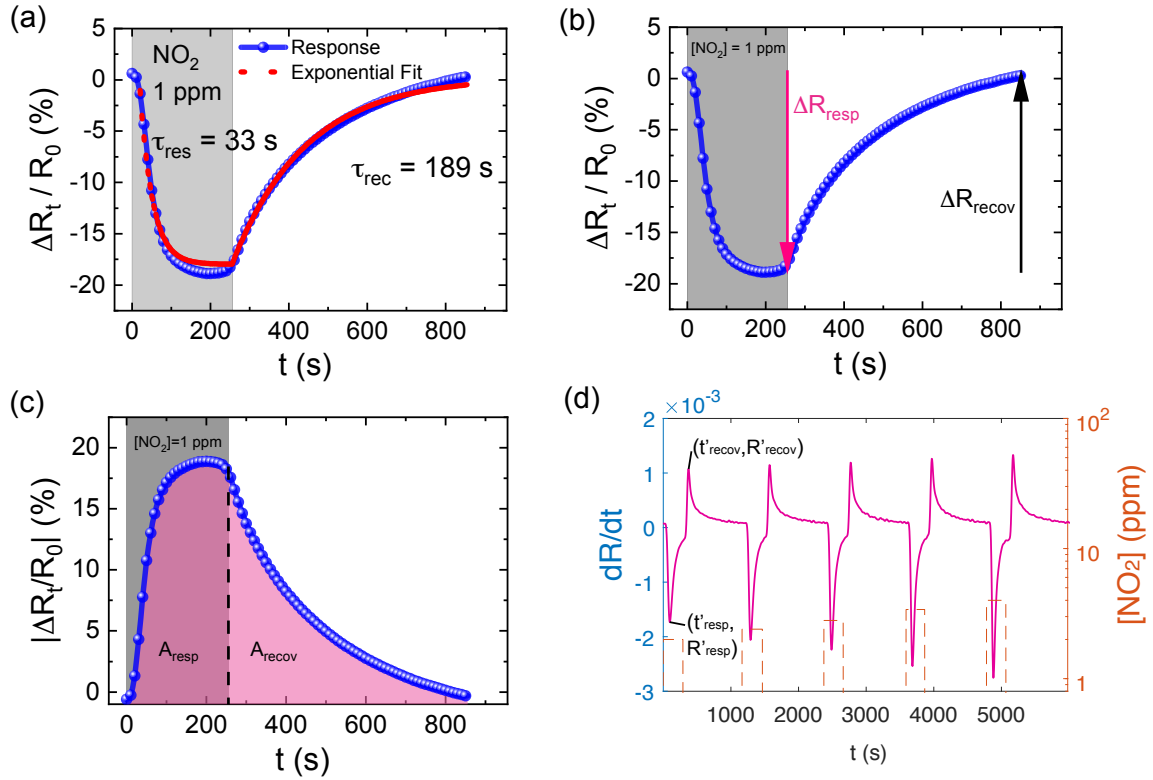 (a)
NO2
1 ppm
Response
Exponential Fit
τres = 33 s
τrec = 189 s
0
-5
-10
-15
-20
ΔRt / R0 (%)
0 200 400 600 800
t (s)
(b)
[NO2] = 1 ppm
ΔRresp
ΔRrecov
0
-5
-10
-15
-20
ΔRt / R0 (%)
0 200 400 600 800
t (s)
(c)
[NO2]=1 ppm
Aresp
Arecov
20
15
10
5
0
|ΔRt/R0| (%)
0 200 400 600 800
t (s)
(d)
×10-3
2
1
0
-1
-2
-3
dR/dt
(t'recov,R'recov)
(t'resp,
R'resp)
102
10
1
[NO2] (ppm)
1000 2000 3000 4000 5000
t (s)